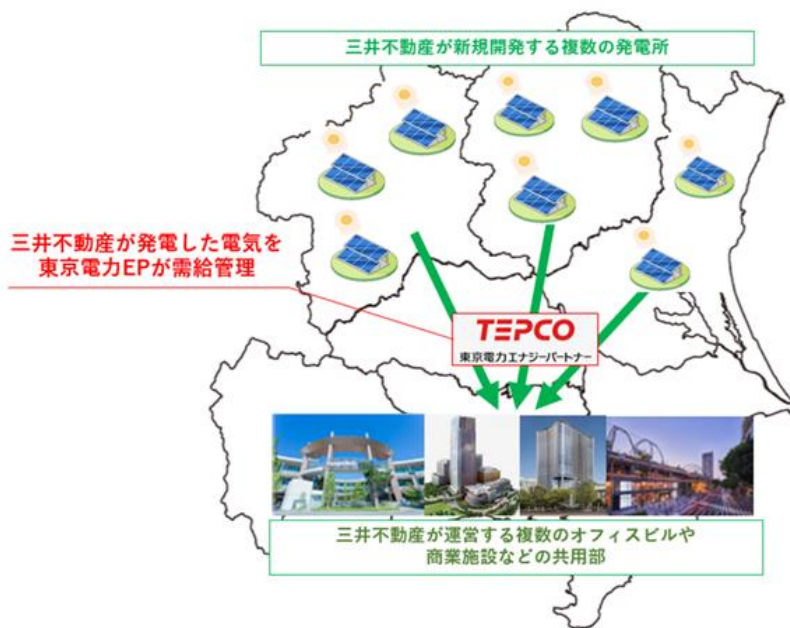 三井不動産が新規開発する複数の発電所
三井不動産が発電した電気を
東京電力EPが需給管理
TEPCO
東京電力エナジーパートナー
三井不動産が運営する複数のオフィスビルや
商業施設などの共用部